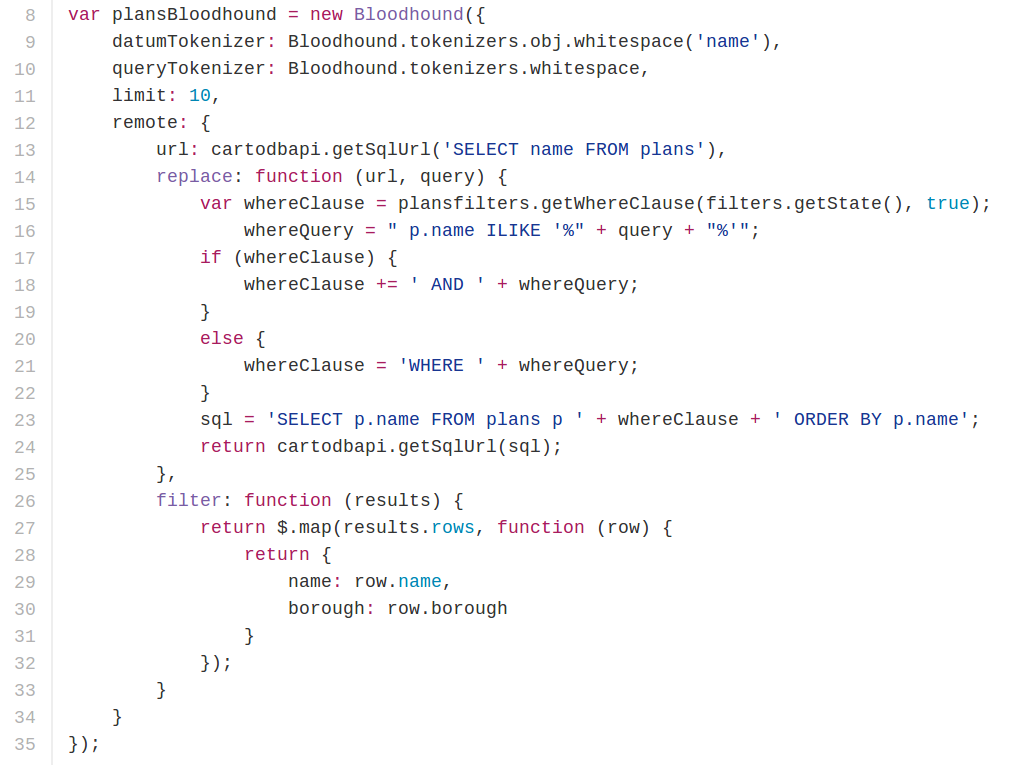 8 var plansBloodhound = new Bloodhound({
9     datumTokenizer: Bloodhound.tokenizers.obj.whitespace('name'),
10     queryTokenizer: Bloodhound.tokenizers.whitespace,
11     limit: 10,
12     remote: {
13         url: cartodbapi.getSqlUrl('SELECT name FROM plans'),
14         replace: function (url, query) {
15             var whereClause = plansfilters.getWhereClause(filters.getState(), true);
16                 whereQuery = " p.name ILIKE '%" + query + "%'";
17             if (whereClause) {
18                 whereClause += ' AND ' + whereQuery;
19             }
20             else {
21                 whereClause = 'WHERE ' + whereQuery;
22             }
23             sql = 'SELECT p.name FROM plans p ' + whereClause + ' ORDER BY p.name';
24             return cartodbapi.getSqlUrl(sql);
25         },
26         filter: function (results) {
27             return $.map(results.rows, function (row) {
28                 return {
29                     name: row.name,
30                     borough: row.borough
31                 }
32             });
33         }
34     }
35 });